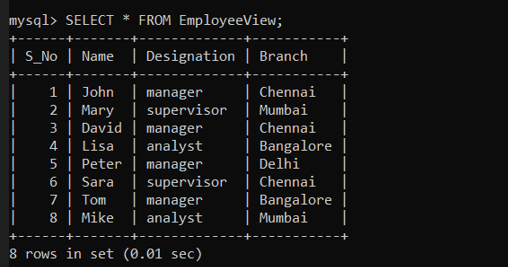 mysql> SELECT * FROM EmployeeView;
+------+-------+-------------+-----------+
| S_No | Name  | Designation | Branch    |
+------+-------+-------------+-----------+
|    1 | John  | manager     | Chennai   |
|    2 | Mary  | supervisor  | Mumbai    |
|    3 | David | manager     | Chennai   |
|    4 | Lisa  | analyst     | Bangalore |
|    5 | Peter | manager     | Delhi     |
|    6 | Sara  | supervisor  | Chennai   |
|    7 | Tom   | manager     | Bangalore |
|    8 | Mike  | analyst     | Mumbai    |
+------+-------+-------------+-----------+
8 rows in set (0.01 sec)